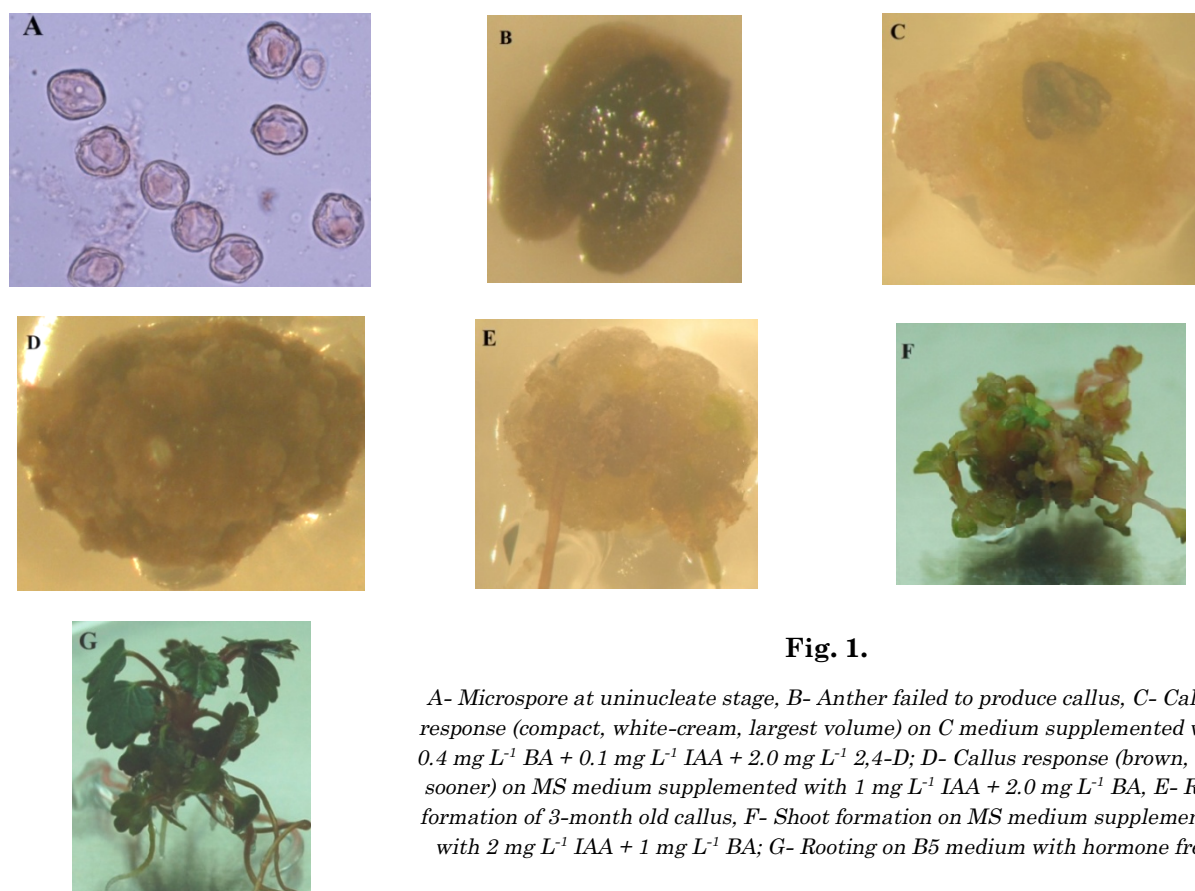 A
B
C
D
E
F
G
Fig. 1.
A- Microspore at uninucleate stage, B- Anther failed to produce callus, C- Cal
response (compact, white-cream, largest volume) on C medium supplemented
0.4 mg L⁻¹ BA + 0.1 mg L⁻¹ IAA + 2.0 mg L⁻¹ 2,4-D; D- Callus response (brown,
sooner) on MS medium supplemented with 1 mg L⁻¹ IAA + 2.0 mg L⁻¹ BA, E- R
formation of 3-month old callus, F- Shoot formation on MS medium supplemen
with 2 mg L⁻¹ IAA + 1 mg L⁻¹ BA; G- Rooting on B5 medium with hormone fre